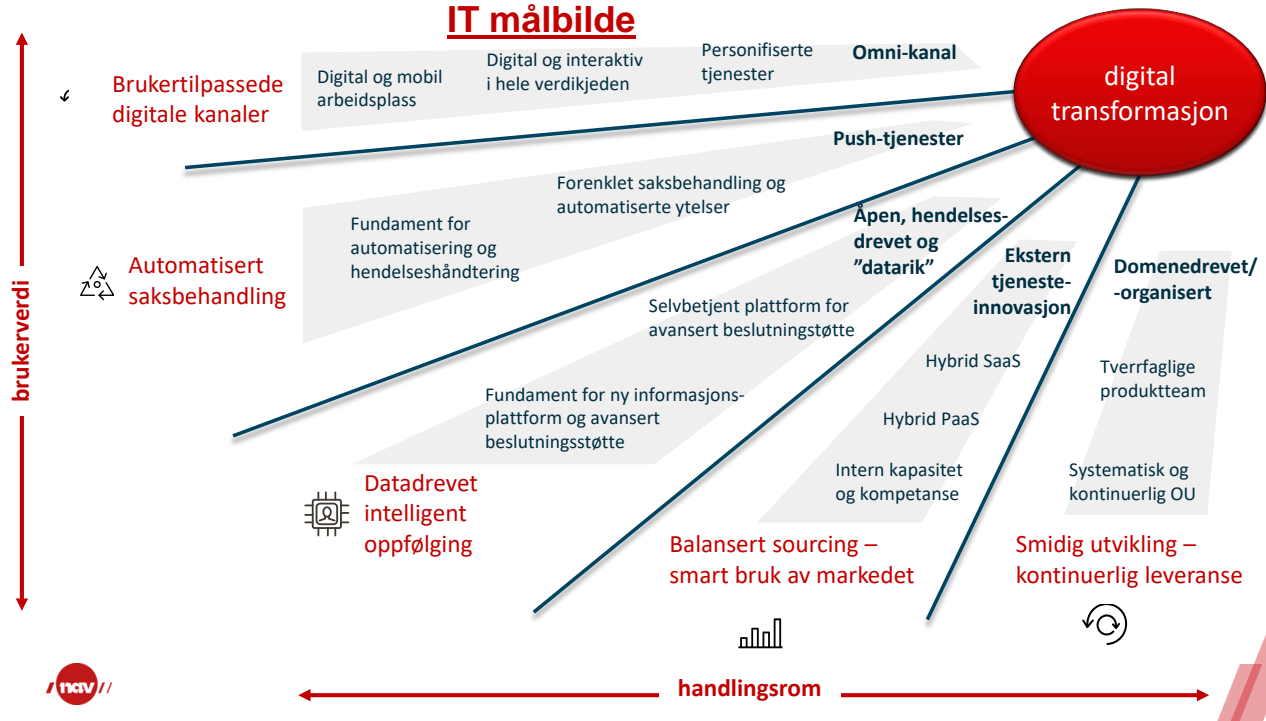 IT målbilde
Brukertilpassede
digitale kanaler
Digital og mobil
arbeidsplass
Digital og interaktiv
i hele verdikjeden
Personifiserte
tjenester
Omni-kanal
digital
transformasjon
Automatisert
saksbehandling
Fundament for
automatisering og
hendelseshåndtering
Forenklet saksbehandling og
automatiserte ytelser
Push-tjenester
Datadrevet
intelligent
oppfølging
Fundament for ny informasjons-
plattform og avansert
beslutningsstøtte
Selvbetjent plattform for
avansert beslutningstøtte
Åpen, hendelses-
drevet og
”datarik”
Balansert sourcing –
smart bruk av markedet
Intern kapasitet
og kompetanse
Hybrid PaaS
Hybrid SaaS
Ekstern
tjeneste-
innovasjon
Smidig utvikling –
kontinuerlig leveranse
Systematisk og
kontinuerlig OU
Tverrfaglige
produktteam
Domenedrevet/
-organisert
brukerverdi
handlingsrom
nav